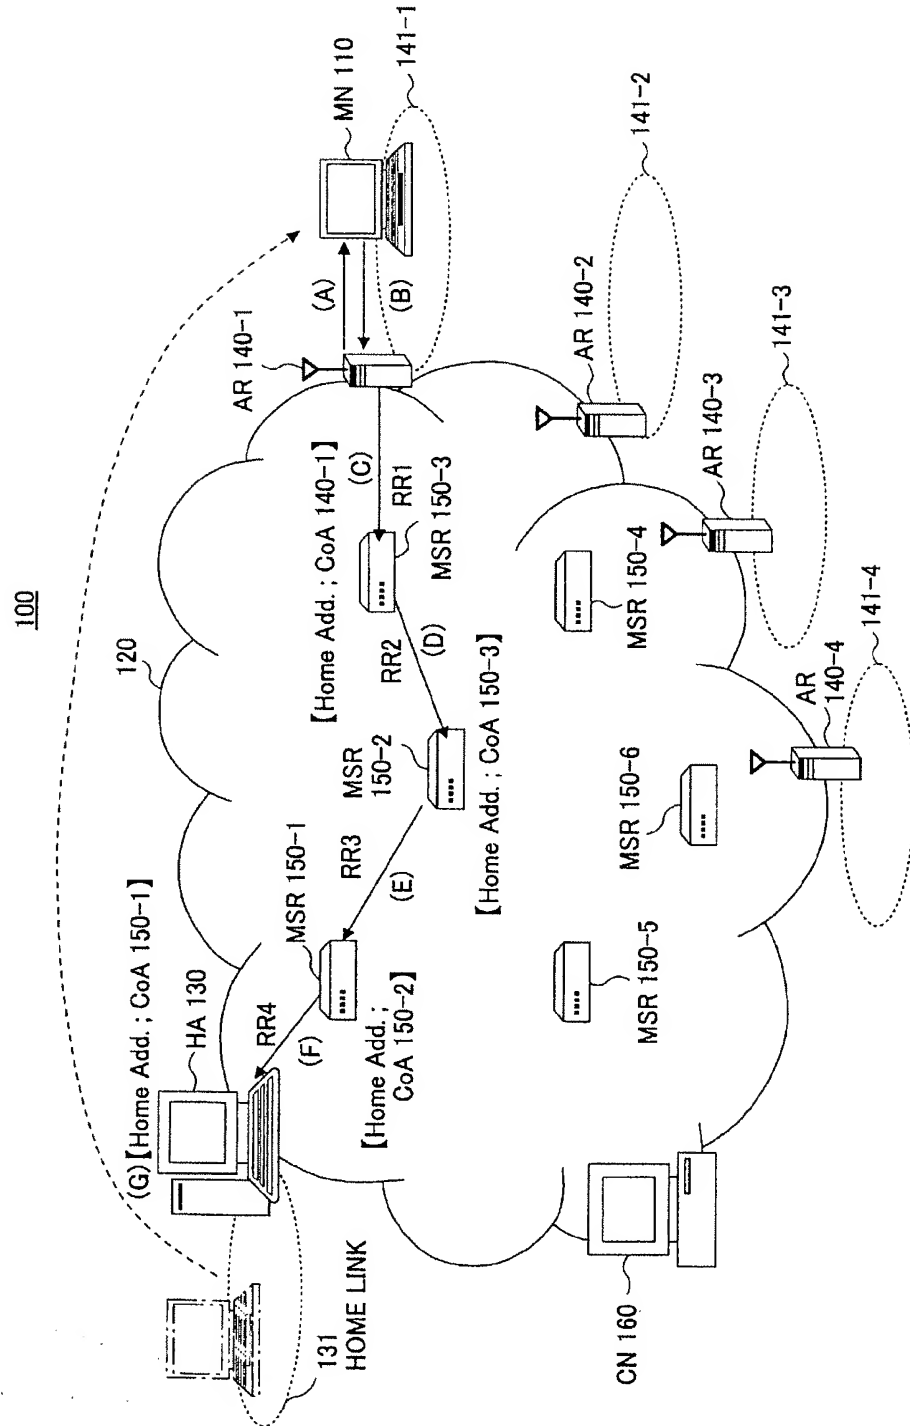 100
120
(G)【Home Add. ; CoA 150-1】
HA 130
131
HOME LINK
RR4
(F)
MSR 150-1
【Home Add. ;
CoA 150-2】
RR3
(E)
MSR
150-2
【Home Add. ; CoA 150-3】
RR2
(D)
【Home Add. ; CoA 140-1】
(C)
RR1
MSR 150-3
AR 140-1
(A)
(B)
MN 110
141-1
AR 140-2
141-2
AR 140-3
141-3
AR
140-4
141-4
MSR 150-4
MSR 150-6
MSR 150-5
CN 160